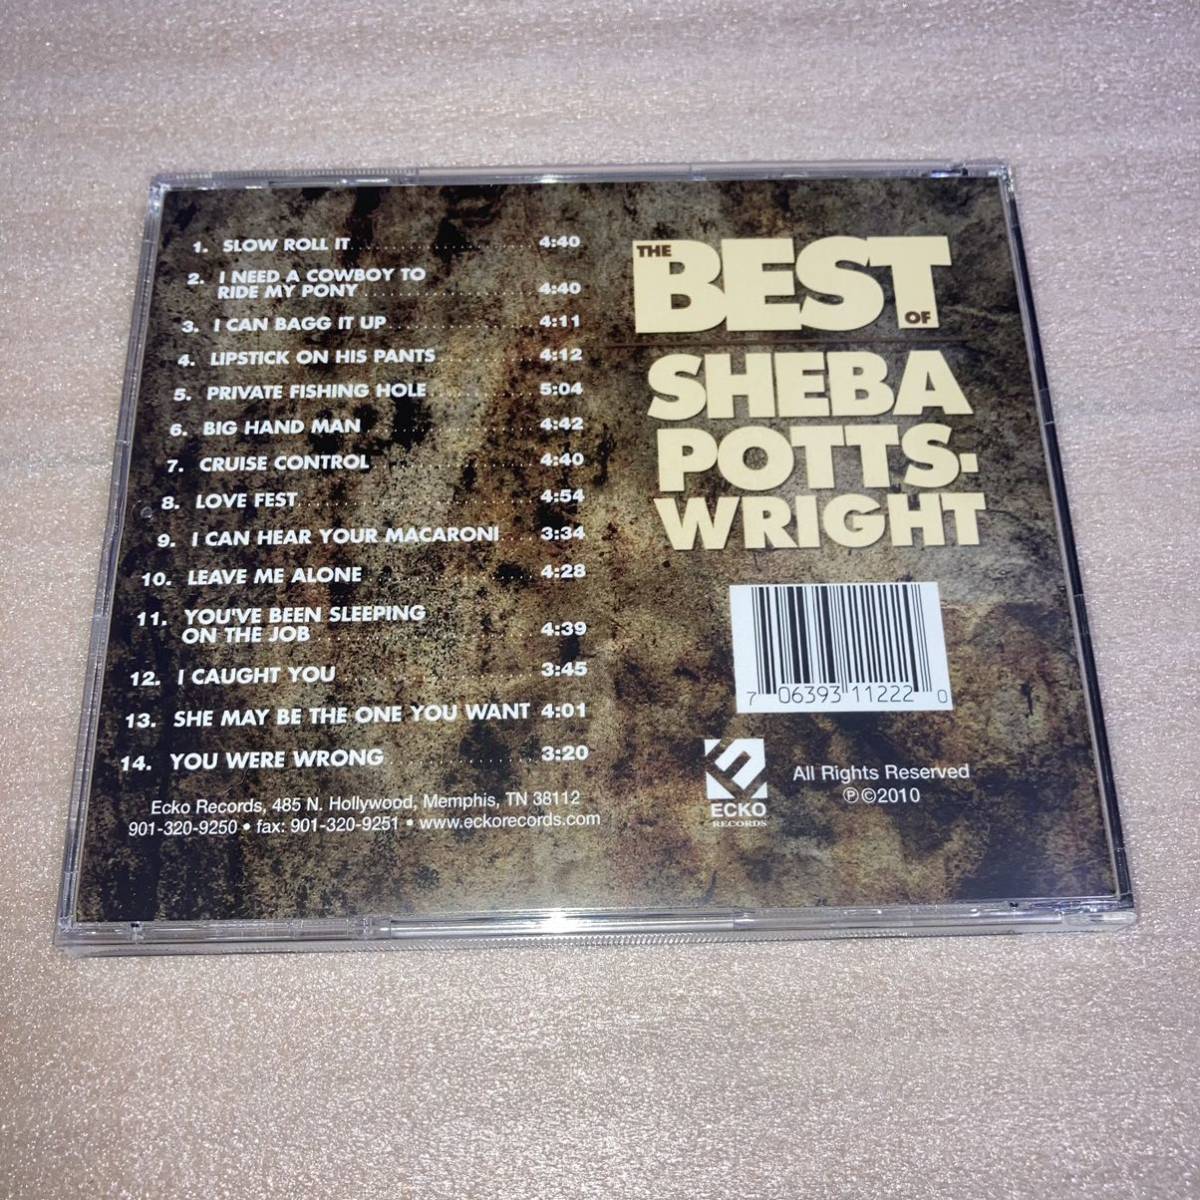 1. SLOW ROLL IT 4:40
2. I NEED A COWBOY TO
RIDE MY PONY 4:40
3. I CAN BAGG IT UP 4:11
4. LIPSTICK ON HIS PANTS 4:12
5. PRIVATE FISHING HOLE 5:04
6. BIG HAND MAN 4:42
7. CRUISE CONTROL 4:40
8. LOVE FEST 4:54
9. I CAN HEAR YOUR MACARONI 3:34
10. LEAVE ME ALONE 4:28
11. YOU'VE BEEN SLEEPING
ON THE JOB 4:39
12. I CAUGHT YOU 3:45
13. SHE MAY BE THE ONE YOU WANT 4:01
14. YOU WERE WRONG 3:20
Ecko Records, 485 N. Hollywood, Memphis, TN 38112
901-320-9250 • fax: 901-320-9251 • www.eckorecords.com
THE
BEST
OF
SHEBA
POTTS-
WRIGHT
7 06393 11222 0
ECKO
RECORDS
All Rights Reserved
℗©2010